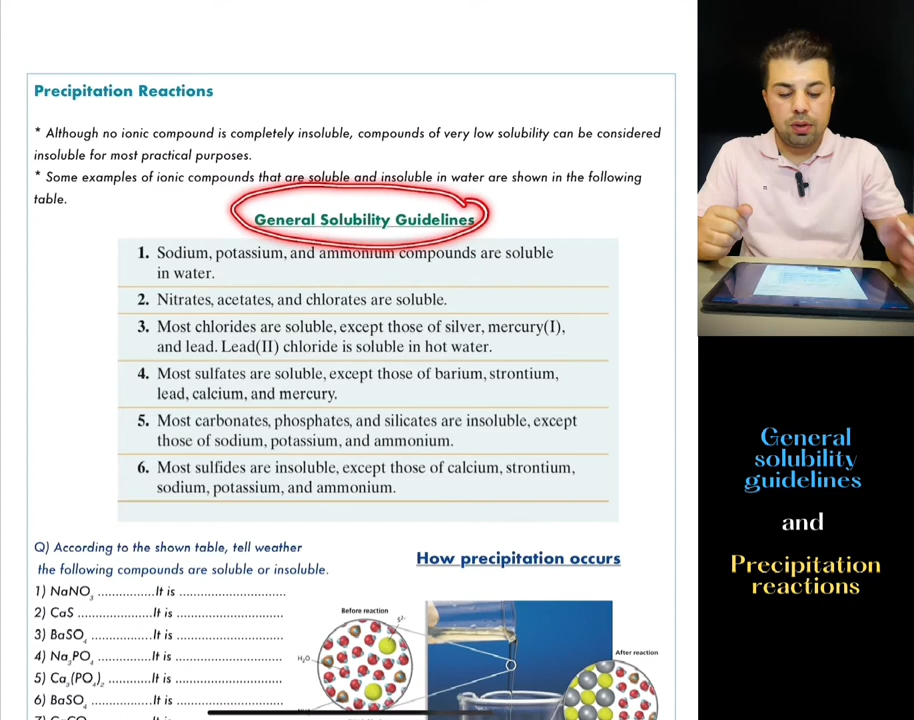 Precipitation Reactions
* Although no ionic compound is completely insoluble, compounds of very low solubility can be considered
insoluble for most practical purposes.
* Some examples of ionic compounds that are soluble and insoluble in water are shown in the following
table.
General Solubility Guidelines
1. Sodium, potassium, and ammonium compounds are soluble
in water.
2. Nitrates, acetates, and chlorates are soluble.
3. Most chlorides are soluble, except those of silver, mercury(I),
and lead. Lead(II) chloride is soluble in hot water.
4. Most sulfates are soluble, except those of barium, strontium,
lead, calcium, and mercury.
5. Most carbonates, phosphates, and silicates are insoluble, except
those of sodium, potassium, and ammonium.
6. Most sulfides are insoluble, except those of calcium, strontium,
sodium, potassium, and ammonium.
Q) According to the shown table, tell weather
the following compounds are soluble or insoluble.
1) NaNO₃ ................It is ..............................
2) CaS .....................It is ..............................
3) BaSO₄ ................It is ..............................
4) Na₃PO₄ ..............It is ..............................
5) Ca₃(PO₄)₂ ............It is ..............................
6) BaSO₄ ................It is ..............................
How precipitation occurs
Before reaction
S²⁻
H₂O
After reaction
General
solubility
guidelines
and
Precipitation
reactions